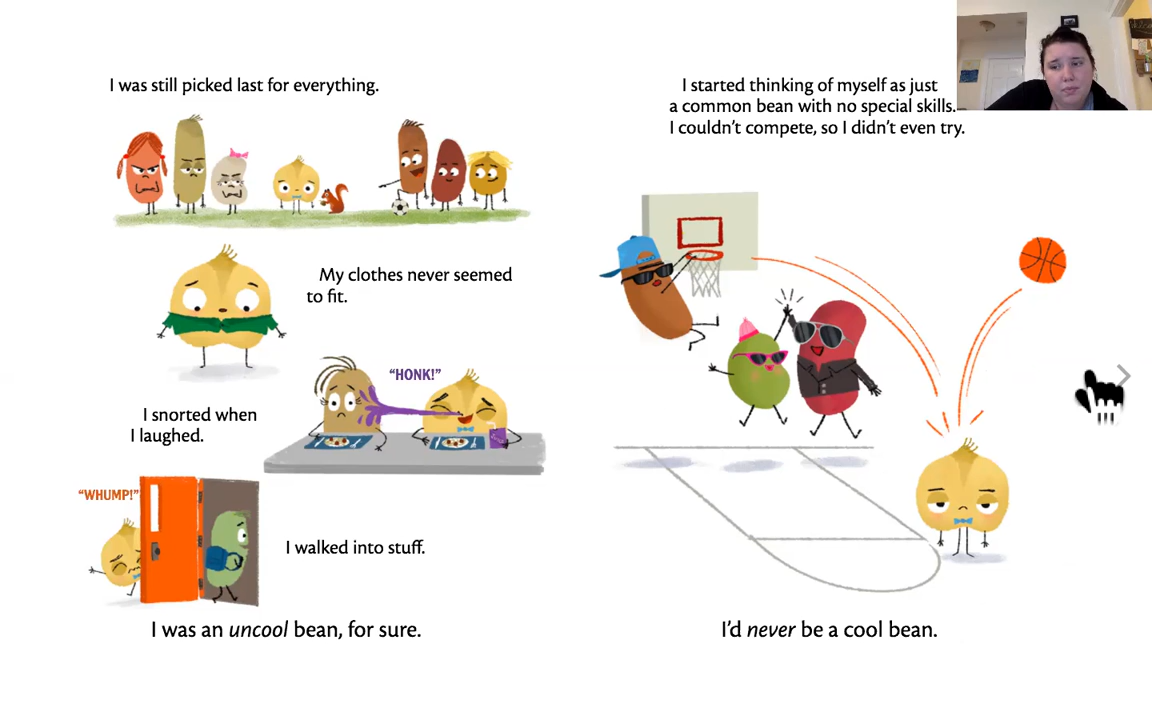 I was still picked last for everything.
My clothes never seemed
to fit.
"HONK!"
I snorted when
I laughed.
"WHUMP!"
I walked into stuff.
I was an uncool bean, for sure.
I started thinking of myself as just
a common bean with no special skills.
I couldn't compete, so I didn't even try.
I'd never be a cool bean.